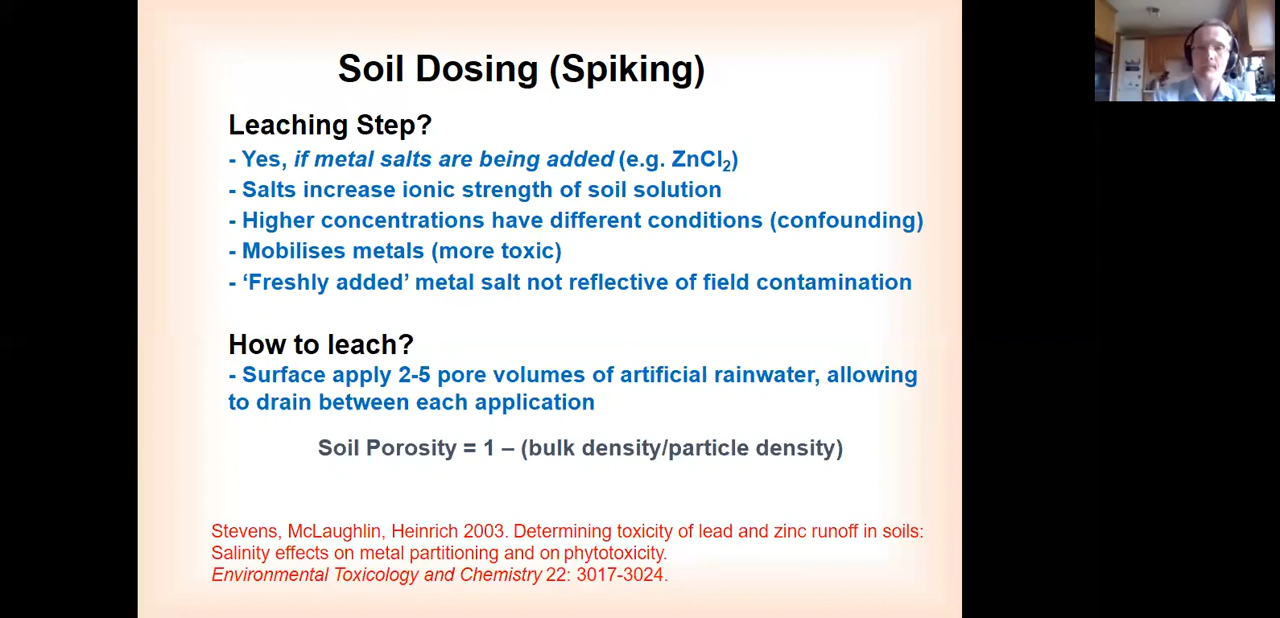 Soil Dosing (Spiking)
Leaching Step?
- Yes, if metal salts are being added (e.g. ZnCl₂)
- Salts increase ionic strength of soil solution
- Higher concentrations have different conditions (confounding)
- Mobilises metals (more toxic)
- ‘Freshly added’ metal salt not reflective of field contamination
How to leach?
- Surface apply 2-5 pore volumes of artificial rainwater, allowing
to drain between each application
Soil Porosity = 1 – (bulk density/particle density)
Stevens, McLaughlin, Heinrich 2003. Determining toxicity of lead and zinc runoff in soils:
Salinity effects on metal partitioning and on phytotoxicity.
Environmental Toxicology and Chemistry 22: 3017-3024.